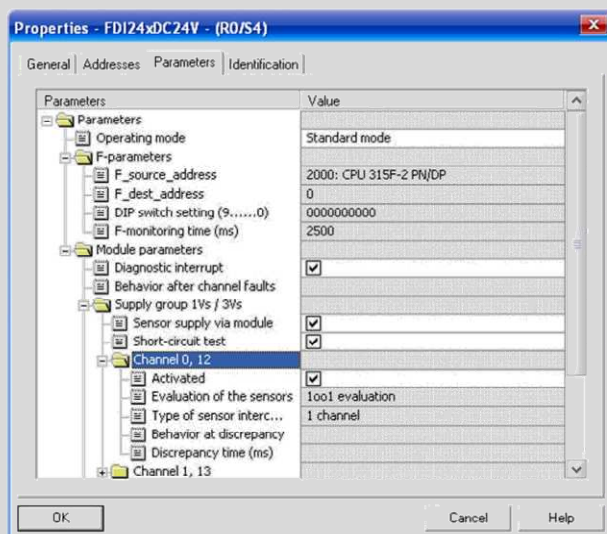 Properties - FDI24xDC24V - (R0/S4)
General Addresses Parameters Identification
Parameters Value
Parameters
Operating mode Standard mode
F-parameters
F_source_address 2000: CPU 315F-2 PN/DP
F_dest_address 0
DIP switch setting (9......0) 0000000000
F-monitoring time (ms) 2500
Module parameters
Diagnostic interrupt
Behavior after channel faults
Supply group 1Vs / 3Vs
Sensor supply via module
Short-circuit test
Channel 0, 12
Activated
Evaluation of the sensors 1oo1 evaluation
Type of sensor interc... 1 channel
Behavior at discrepancy
Discrepancy time (ms)
Channel 1, 13
OK Cancel Help